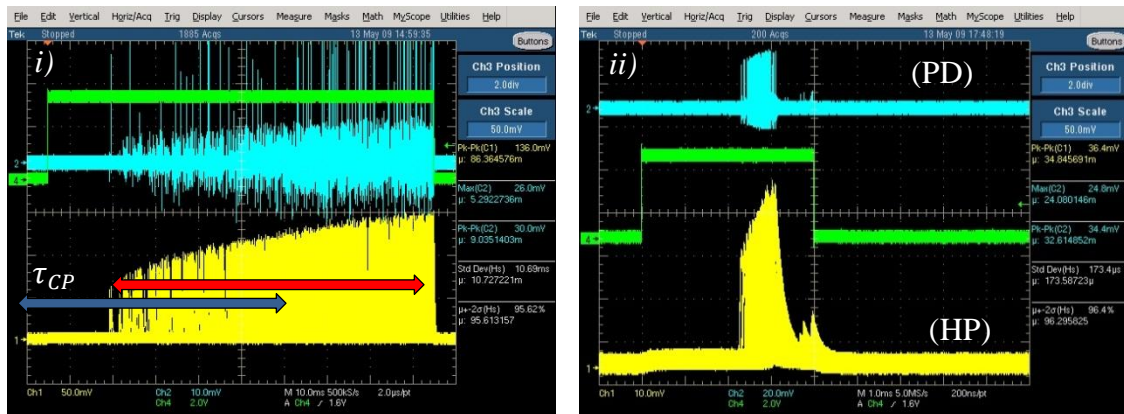 File Edit Vertical Horiz/Acq Trig Display Cursors Measure Masks Math MyScope Utilities Help
Tek Stopped 1885 Acqs 13 May 09 14:59:35
Buttons
i)
Ch3 Position
2.0div
Ch3 Scale
50.0mV
Pk-Pk(C1) 136.0mV
µ: 86.364576m
Max(C2) 26.0mV
µ: 5.2922736m
Pk-Pk(C2) 30.0mV
µ: 9.0351403m
Std Dev(Hs) 10.69ms
µ: 10.727221m
µ+-2σ(Hs) 95.62%
µ: 95.613157
2
4
τCP
1
Ch1 50.0mV Ch2 10.0mV M 10.0ms 500kS/s 2.0µs/pt
Ch4 2.0V A Ch4 / 1.6V
File Edit Vertical Horiz/Acq Trig Display Cursors Measure Masks Math MyScope Utilities Help
Tek Stopped 200 Acqs 13 May 09 17:48:19
Buttons
ii)
(PD)
Ch3 Position
2.0div
Ch3 Scale
50.0mV
Pk-Pk(C1) 36.4mV
µ: 34.845691m
Max(C2) 24.8mV
µ: 24.080146m
Pk-Pk(C2) 34.4mV
µ: 32.614852m
Std Dev(Hs) 173.4µs
µ: 173.58723µ
µ+-2σ(Hs) 96.4%
µ: 96.295825
2
4
(HP)
1
Ch1 10.0mV Ch2 20.0mV M 1.0ms 5.0MS/s 200ns/pt
Ch4 2.0V A Ch4 / 1.6V